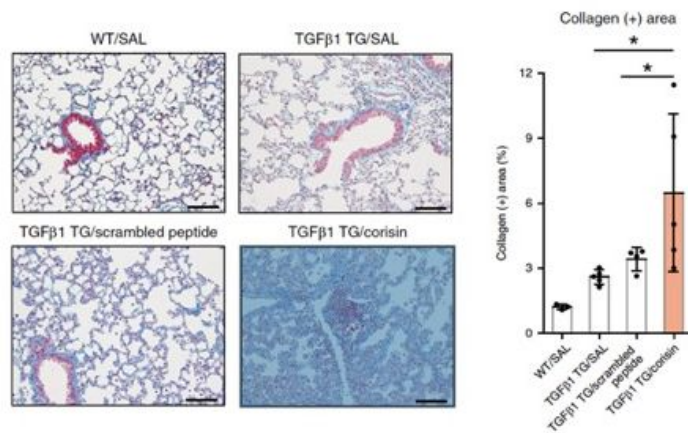 WT/SAL
TGFβ1 TG/SAL
TGFβ1 TG/scrambled peptide
TGFβ1 TG/corisin
Collagen (+) area
*
*
Collagen (+) area (%)
12
9
6
3
0
WT/SAL
TGFβ1 TG/SAL
TGFβ1 TG/scrambled
peptide
TGFβ1 TG/corisin